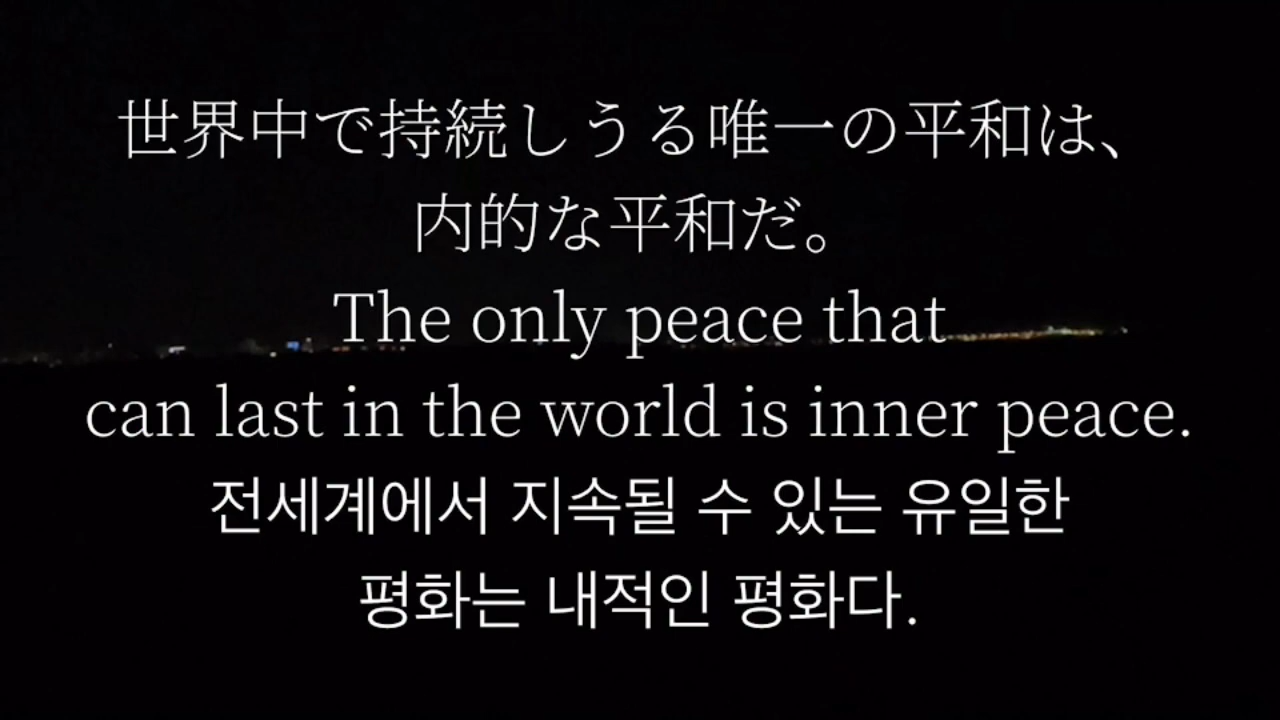 世界中で持続しうる唯一の平和は、
内的な平和だ。
The only peace that
can last in the world is inner peace.
전세계에서 지속될 수 있는 유일한
평화는 내적인 평화다.